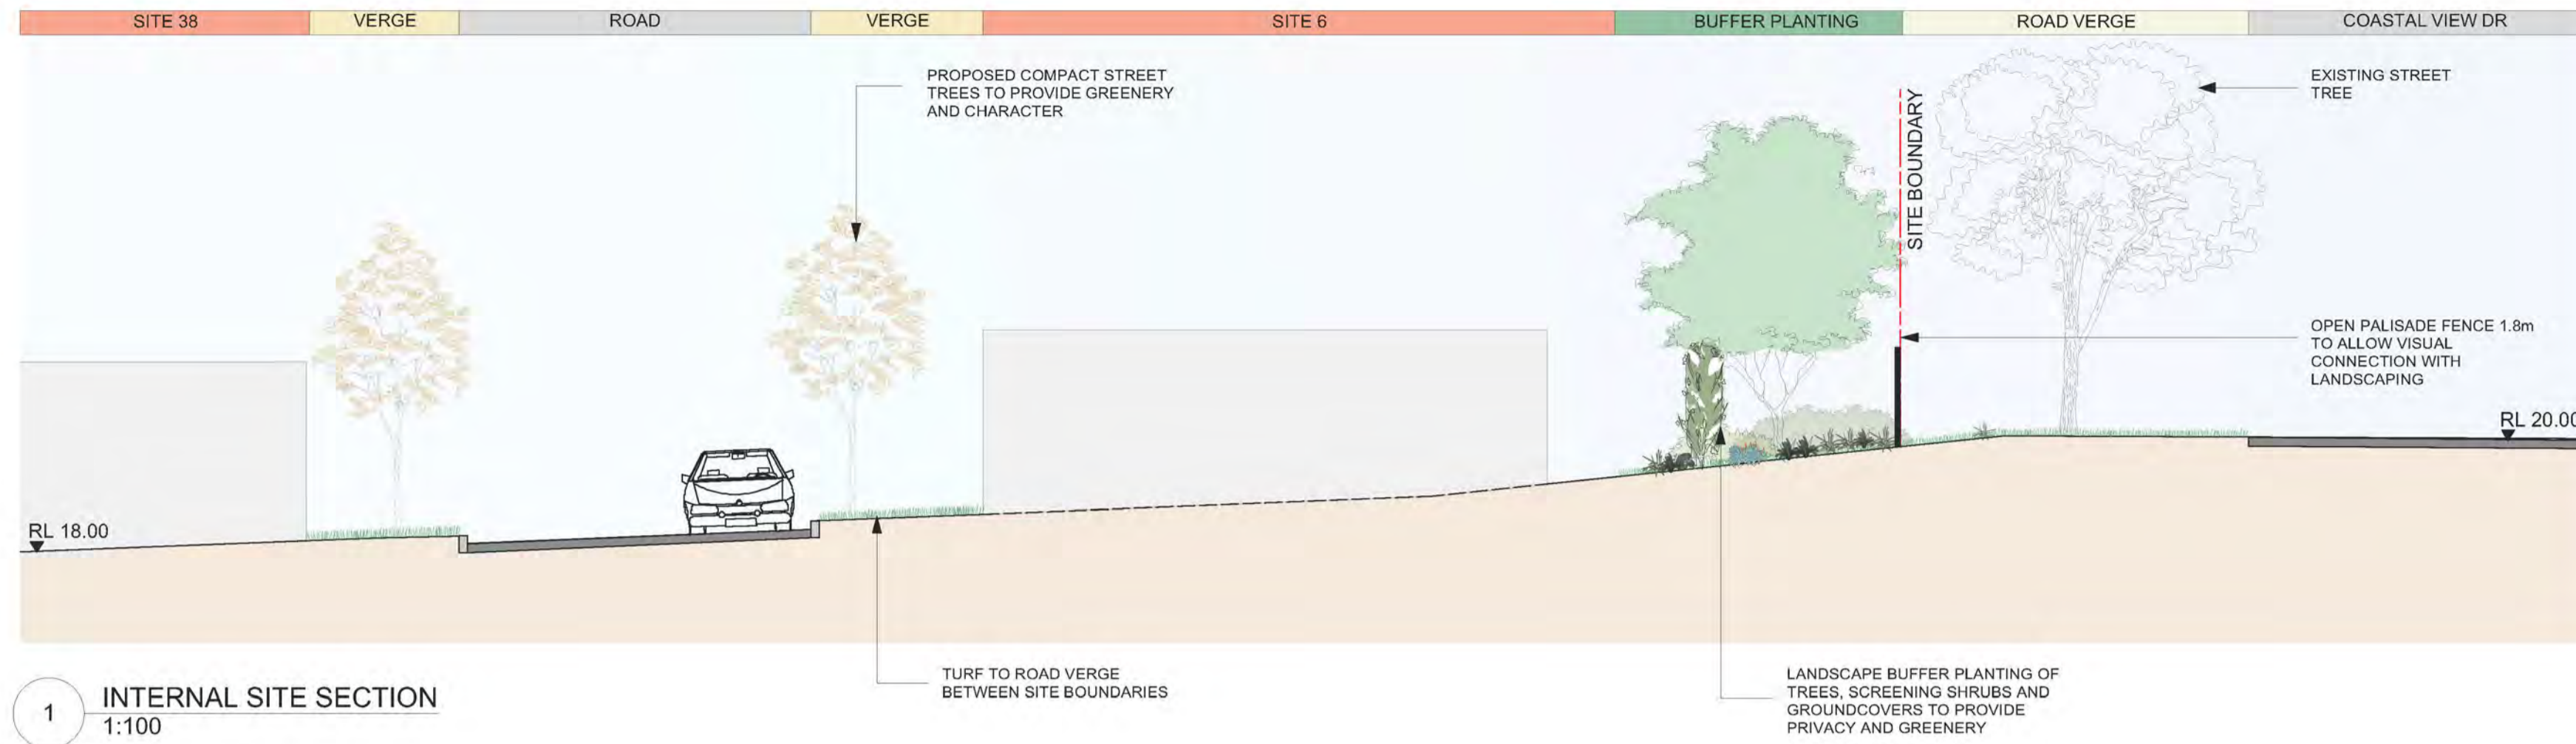 SITE 38
VERGE
ROAD
VERGE
SITE 6
BUFFER PLANTING
ROAD VERGE
COASTAL VIEW DR
PROPOSED COMPACT STREET
TREES TO PROVIDE GREENERY
AND CHARACTER
SITE BOUNDARY
EXISTING STREET
TREE
OPEN PALISADE FENCE 1.8m
TO ALLOW VISUAL
CONNECTION WITH
LANDSCAPING
RL 20.00
RL 18.00
TURF TO ROAD VERGE
BETWEEN SITE BOUNDARIES
LANDSCAPE BUFFER PLANTING OF
TREES, SCREENING SHRUBS AND
GROUNDCOVERS TO PROVIDE
PRIVACY AND GREENERY
1
INTERNAL SITE SECTION
1:100